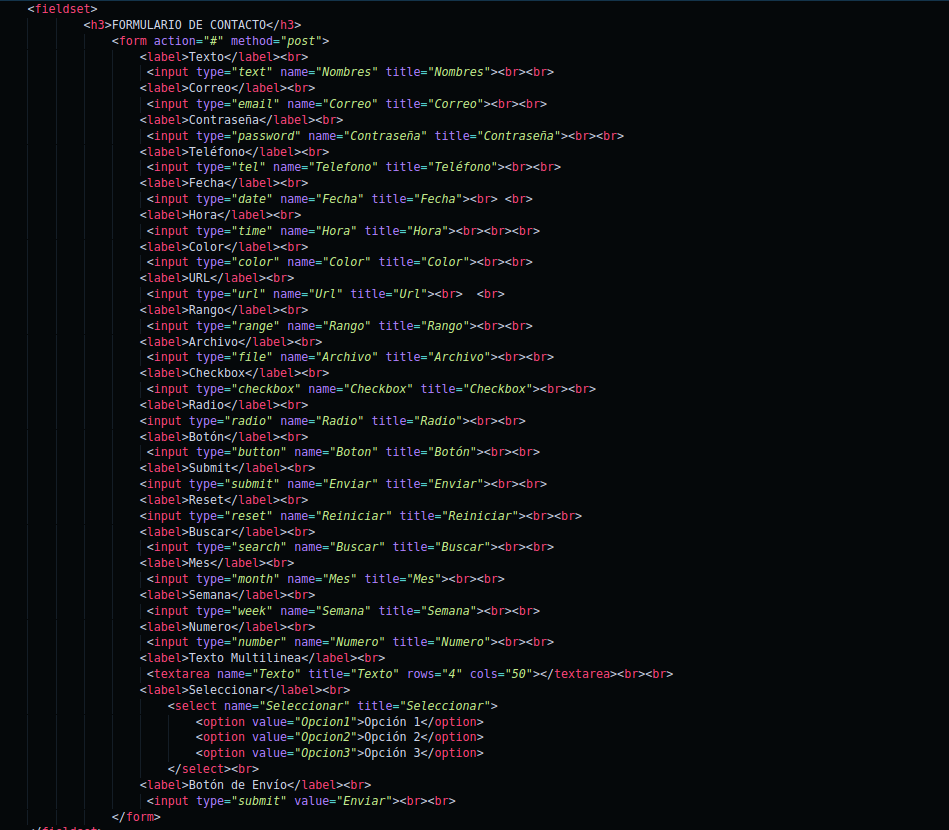 <fieldset>
<h3>FORMULARIO DE CONTACTO</h3>
<form action="#" method="post">
<label>Texto</label><br>
<input type="text" name="Nombres" title="Nombres"><br><br>
<label>Correo</label><br>
<input type="email" name="Correo" title="Correo"><br><br>
<label>Contraseña</label><br>
<input type="password" name="Contraseña" title="Contraseña"><br><br>
<label>Teléfono</label><br>
<input type="tel" name="Telefono" title="Teléfono"><br><br>
<label>Fecha</label><br>
<input type="date" name="Fecha" title="Fecha"><br> <br>
<label>Hora</label><br>
<input type="time" name="Hora" title="Hora"><br><br><br>
<label>Color</label><br>
<input type="color" name="Color" title="Color"><br><br>
<label>URL</label><br>
<input type="url" name="Url" title="Url"><br>  <br>
<label>Rango</label><br>
<input type="range" name="Rango" title="Rango"><br><br>
<label>Archivo</label><br>
<input type="file" name="Archivo" title="Archivo"><br><br>
<label>Checkbox</label><br>
<input type="checkbox" name="Checkbox" title="Checkbox"><br><br>
<label>Radio</label><br>
<input type="radio" name="Radio" title="Radio"><br><br>
<label>Botón</label><br>
<input type="button" name="Boton" title="Botón"><br><br>
<label>Submit</label><br>
<input type="submit" name="Enviar" title="Enviar"><br><br>
<label>Reset</label><br>
<input type="reset" name="Reiniciar" title="Reiniciar"><br><br>
<label>Buscar</label><br>
<input type="search" name="Buscar" title="Buscar"><br><br>
<label>Mes</label><br>
<input type="month" name="Mes" title="Mes"><br><br>
<label>Semana</label><br>
<input type="week" name="Semana" title="Semana"><br><br>
<label>Numero</label><br>
<input type="number" name="Numero" title="Numero"><br><br>
<label>Texto Multilinea</label><br>
<textarea name="Texto" title="Texto" rows="4" cols="50"></textarea><br><br>
<label>Seleccionar</label><br>
<select name="Seleccionar" title="Seleccionar">
<option value="Opcion1">Opción 1</option>
<option value="Opcion2">Opción 2</option>
<option value="Opcion3">Opción 3</option>
</select><br>
<label>Botón de Envío</label><br>
<input type="submit" value="Enviar"><br><br>
</form>
</fieldset>